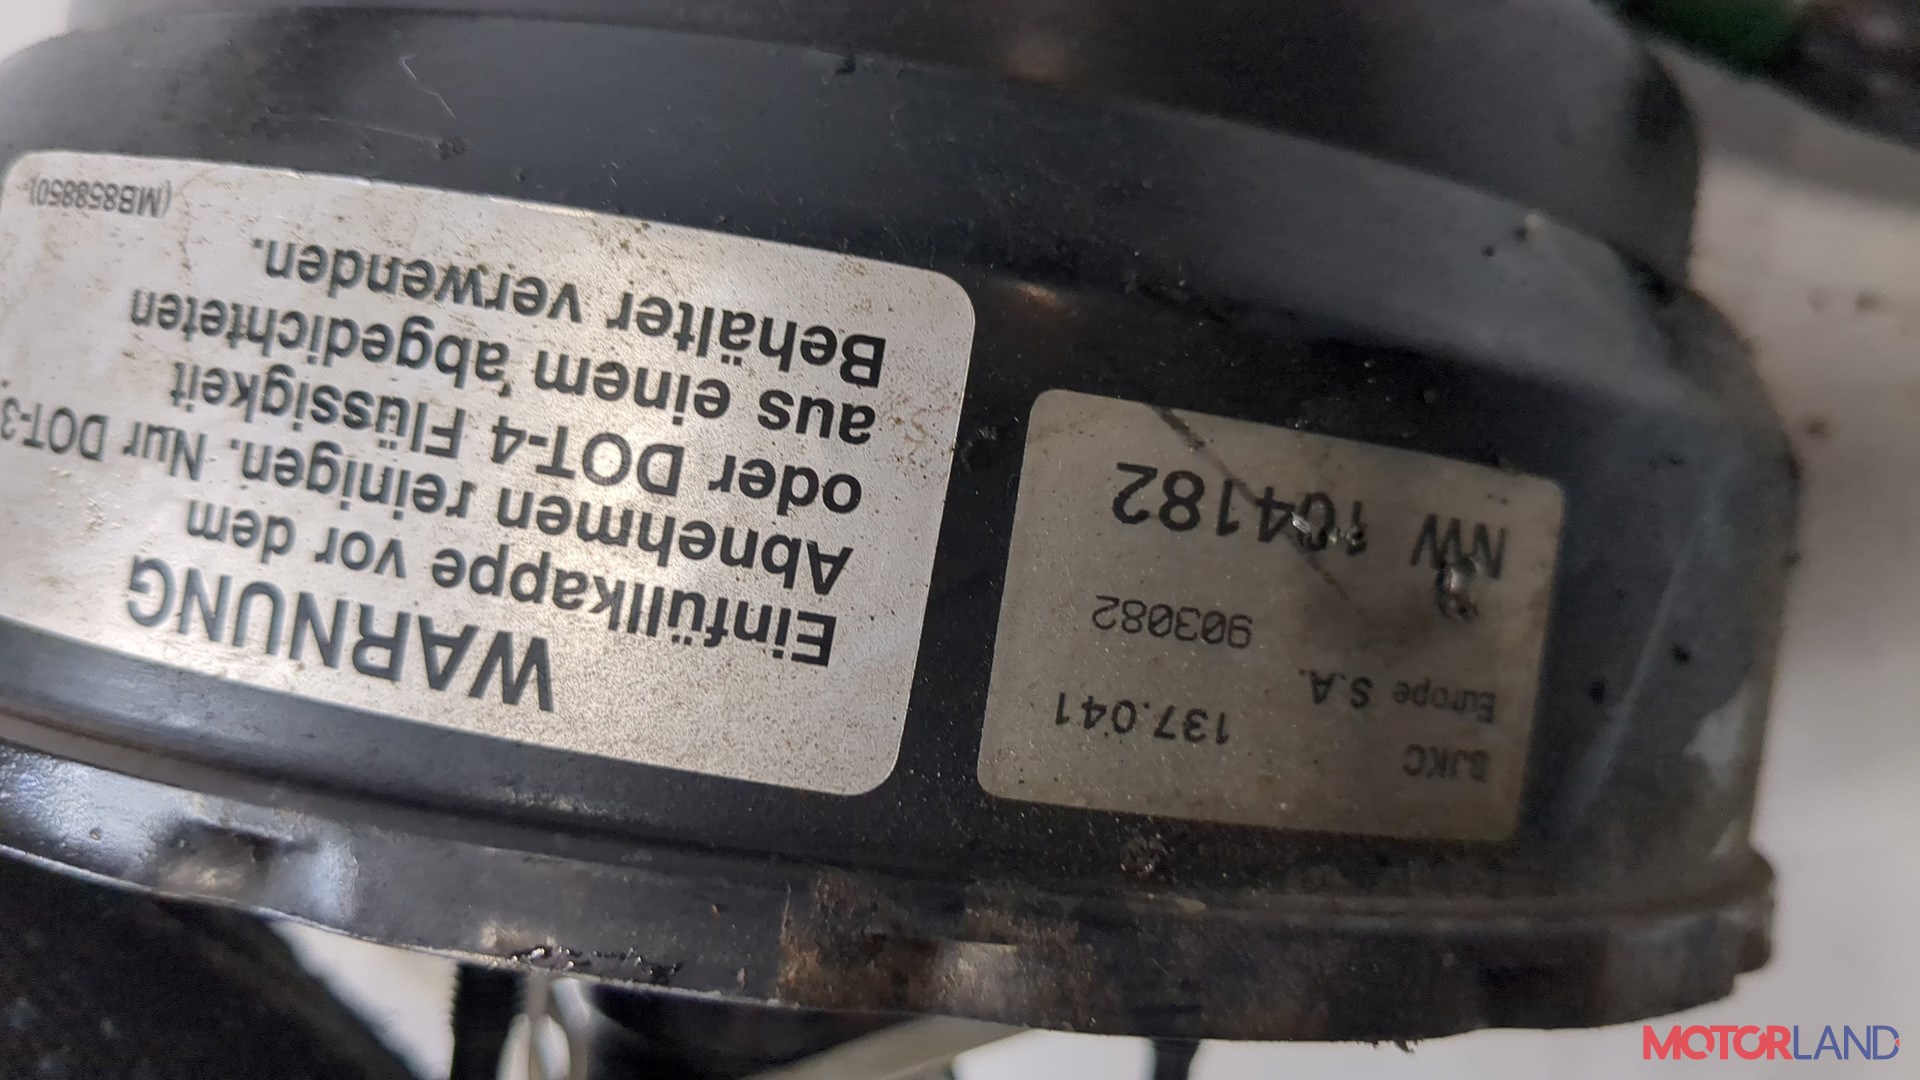 WARNUNG
Einfüllkappe vor dem
Abnehmen reinigen. Nur DOT-3
oder DOT-4 Flüssigkeit
aus einem abgedichteten
Behälter verwenden.
(MB858850)
BJKC 137.041
Europe S.A.
903082
NW 104182
MOTORLAND